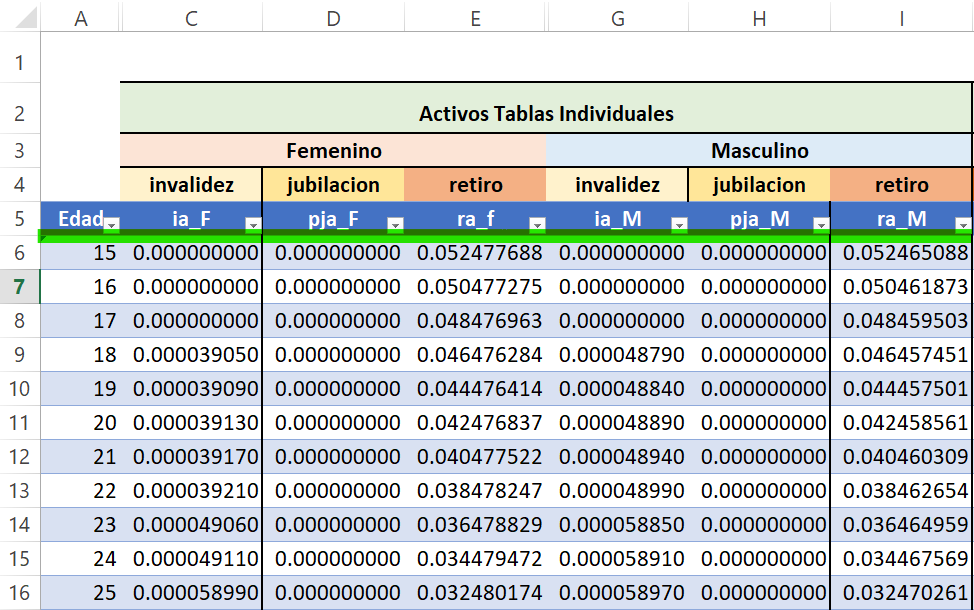 A C D E G H I
1
2 Activos Tablas Individuales
3 Femenino Masculino
4 invalidez jubilacion retiro invalidez jubilacion retiro
5 Edad ia_F pja_F ra_f ia_M pja_M ra_M
6 15 0.000000000 0.000000000 0.052477688 0.000000000 0.000000000 0.052465088
7 16 0.000000000 0.000000000 0.050477275 0.000000000 0.000000000 0.050461873
8 17 0.000000000 0.000000000 0.048476963 0.000000000 0.000000000 0.048459503
9 18 0.000039050 0.000000000 0.046476284 0.000048790 0.000000000 0.046457451
10 19 0.000039090 0.000000000 0.044476414 0.000048840 0.000000000 0.044457501
11 20 0.000039130 0.000000000 0.042476837 0.000048890 0.000000000 0.042458561
12 21 0.000039170 0.000000000 0.040477522 0.000048940 0.000000000 0.040460309
13 22 0.000039210 0.000000000 0.038478247 0.000048990 0.000000000 0.038462654
14 23 0.000049060 0.000000000 0.036478829 0.000058850 0.000000000 0.036464959
15 24 0.000049110 0.000000000 0.034479472 0.000058910 0.000000000 0.034467569
16 25 0.000058990 0.000000000 0.032480174 0.000058970 0.000000000 0.032470261